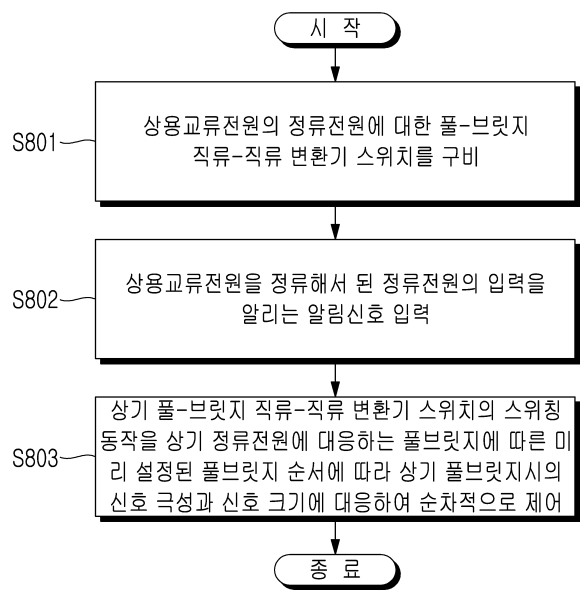 시 작
S801
상용교류전원의 정류전원에 대한 풀-브릿지
직류-직류 변환기 스위치를 구비
S802
상용교류전원을 정류해서 된 정류전원의 입력을
알리는 알림신호 입력
S803
상기 풀-브릿지 직류-직류 변환기 스위치의 스위칭
동작을 상기 정류전원에 대응하는 풀브릿지에 따른 미
리 설정된 풀브릿지 순서에 따라 상기 풀브릿지시의
신호 극성과 신호 크기에 대응하여 순차적으로 제어
종 료